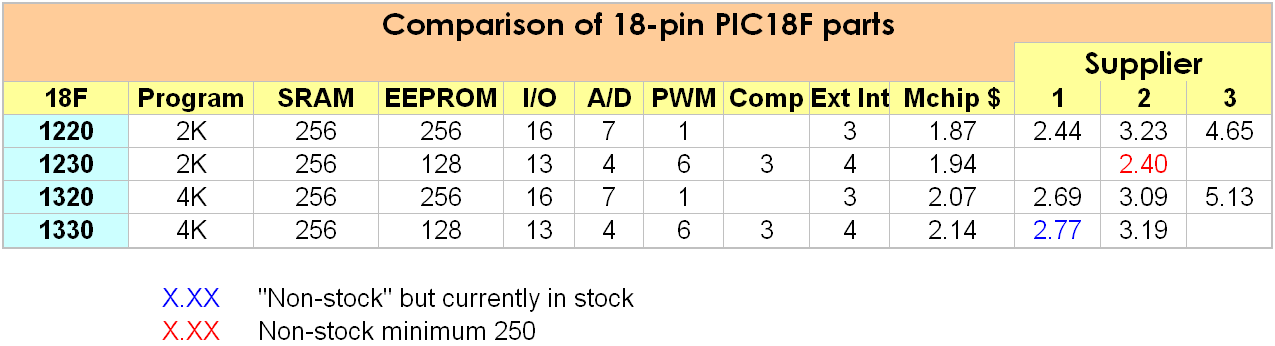 Comparison of 18-pin PIC18F parts
Supplier
18F Program SRAM EEPROM I/O A/D PWM Comp Ext Int Mchip $ 1 2 3
1220 2K 256 256 16 7 1 3 1.87 2.44 3.23 4.65
1230 2K 256 128 13 4 6 3 4 1.94 2.40
1320 4K 256 256 16 7 1 3 2.07 2.69 3.09 5.13
1330 4K 256 128 13 4 6 3 4 2.14 2.77 3.19
X.XX "Non-stock" but currently in stock
X.XX Non-stock minimum 250